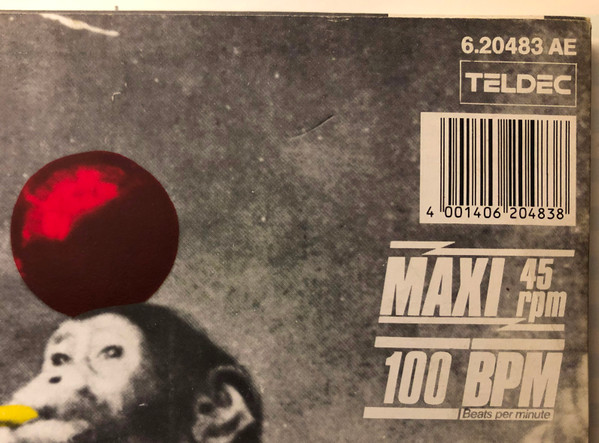 6.20483 AE
TELDEC
4 001406 204838
MAXI 45 rpm
100 BPM
Beats per minute